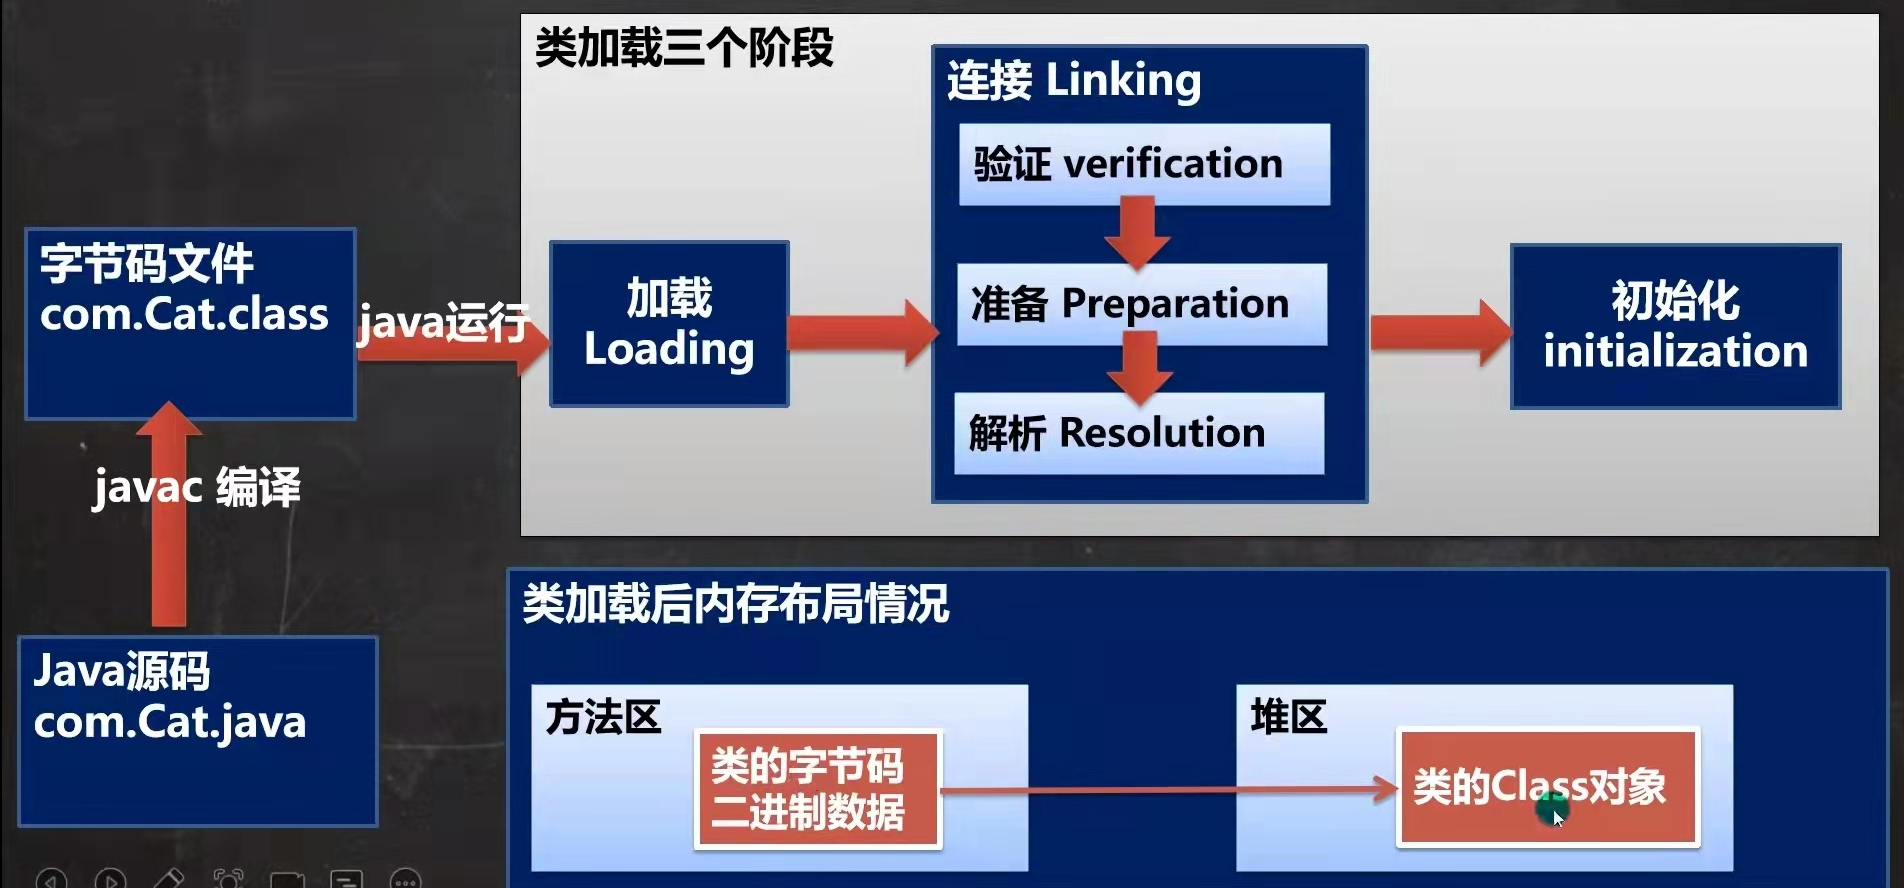 类加载三个阶段
连接 Linking
验证 verification
准备 Preparation
解析 Resolution
加载
Loading
初始化
initialization
字节码文件
com.Cat.class
java运行
javac 编译
Java源码
com.Cat.java
类加载后内存布局情况
方法区
类的字节码
二进制数据
堆区
类的Class对象